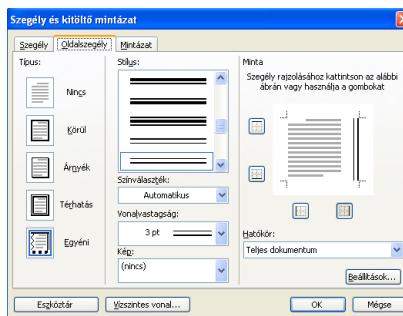 Szegély és kitöltő mintázat
Szegély
Oldalszegély
Mintázat
Típus:
Nincs
Körül
Árnyék
Térhatás
Egyéni
Stílus:
Színválaszték:
Automatikus
Vonalvastagság:
3 pt
Kép:
(nincs)
Minta
Szegély rajzolásához kattintson az alábbi
ábrán vagy használja a gombokat
Hatókör:
Teljes dokumentum
Beállítások...
Eszköztár
Vízszintes vonal...
OK
Mégse